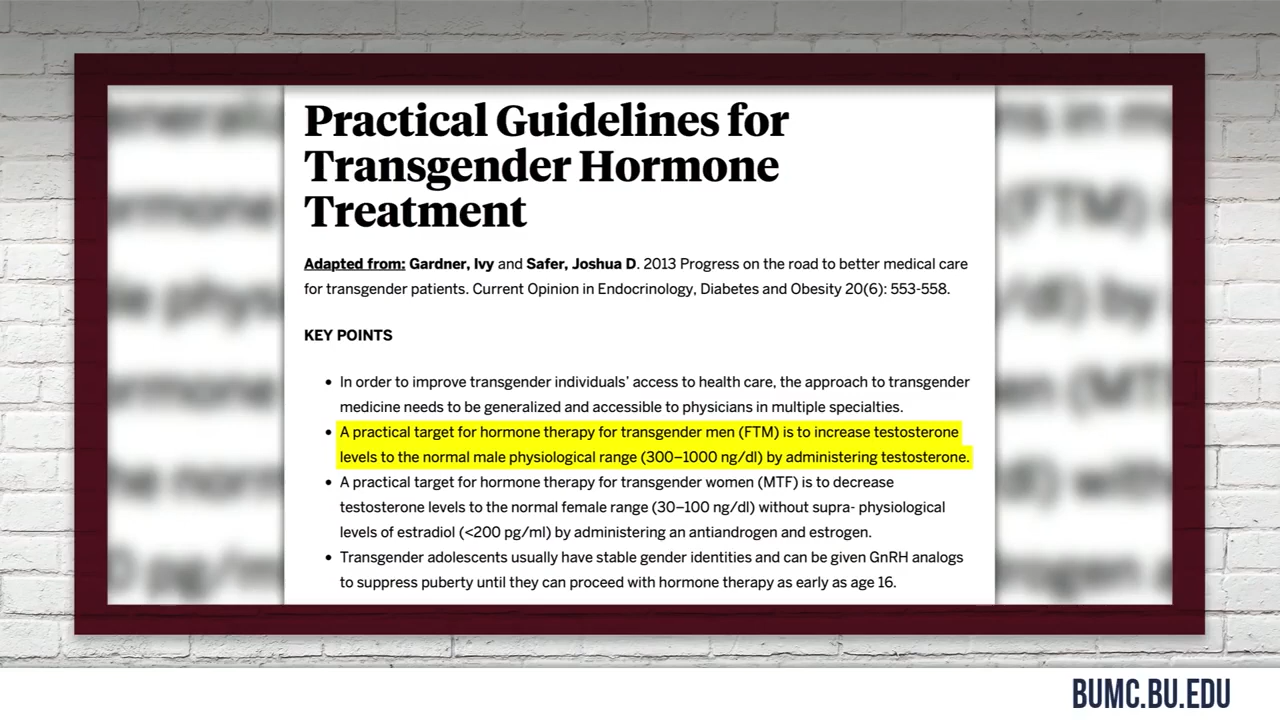 Practical Guidelines for
Transgender Hormone
Treatment
Adapted from: Gardner, Ivy and Safer, Joshua D. 2013 Progress on the road to better medical care
for transgender patients. Current Opinion in Endocrinology, Diabetes and Obesity 20(6): 553-558.
KEY POINTS
• In order to improve transgender individuals' access to health care, the approach to transgender
medicine needs to be generalized and accessible to physicians in multiple specialties.
• A practical target for hormone therapy for transgender men (FTM) is to increase testosterone
levels to the normal male physiological range (300–1000 ng/dl) by administering testosterone.
• A practical target for hormone therapy for transgender women (MTF) is to decrease
testosterone levels to the normal female range (30–100 ng/dl) without supra- physiological
levels of estradiol (<200 pg/ml) by administering an antiandrogen and estrogen.
• Transgender adolescents usually have stable gender identities and can be given GnRH analogs
to suppress puberty until they can proceed with hormone therapy as early as age 16.
BUMC.BU.EDU